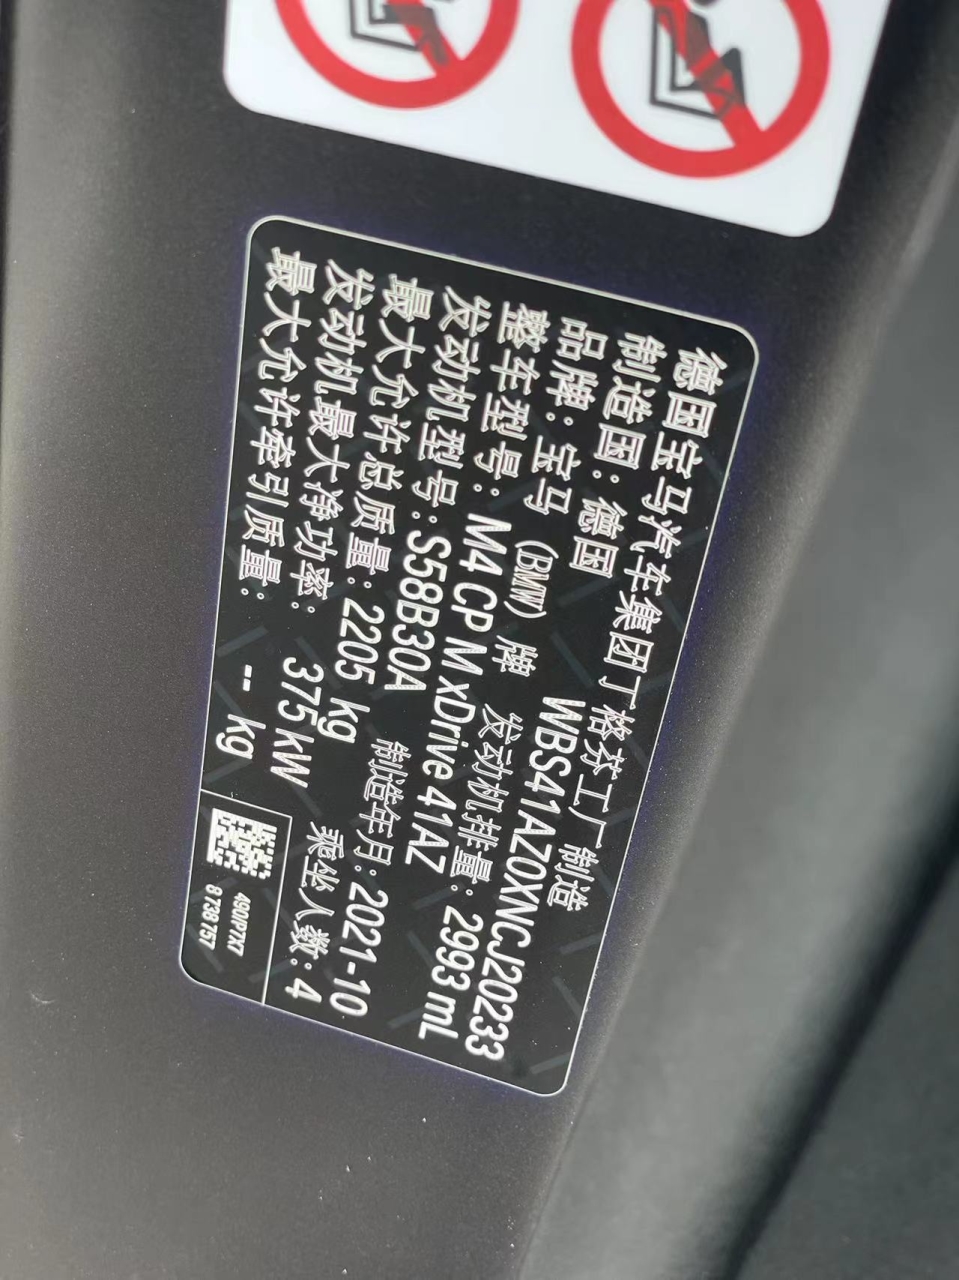 德国宝马汽车集团丁格芬工厂制造
制造国：德国 WBS41AZ0XNCJ20233
品牌：宝马 (BMW) 牌 发动机排量：2993 mL
整车型号：M4 CP M xDrive 41AZ
发动机型号：S58B30A 制造年月：2021-10
最大允许总质量：2205 kg 乘坐人数：4
发动机最大净功率：375 kW
最大允许牵引质量：-- kg
490/P7X7
8 738 757